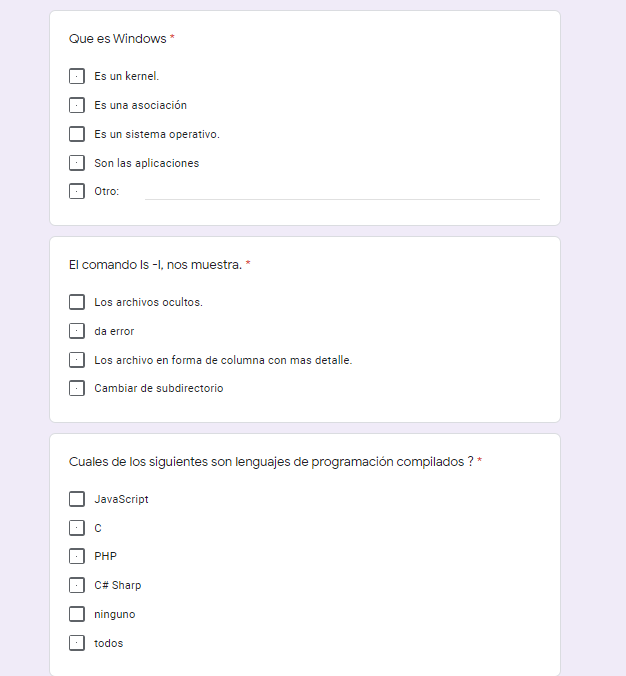 Que es Windows *
Es un kernel.
Es una asociación
Es un sistema operativo.
Son las aplicaciones
Otro:
El comando ls -l, nos muestra. *
Los archivos ocultos.
da error
Los archivo en forma de columna con mas detalle.
Cambiar de subdirectorio
Cuales de los siguientes son lenguajes de programación compilados ? *
JavaScript
C
PHP
C# Sharp
ninguno
todos